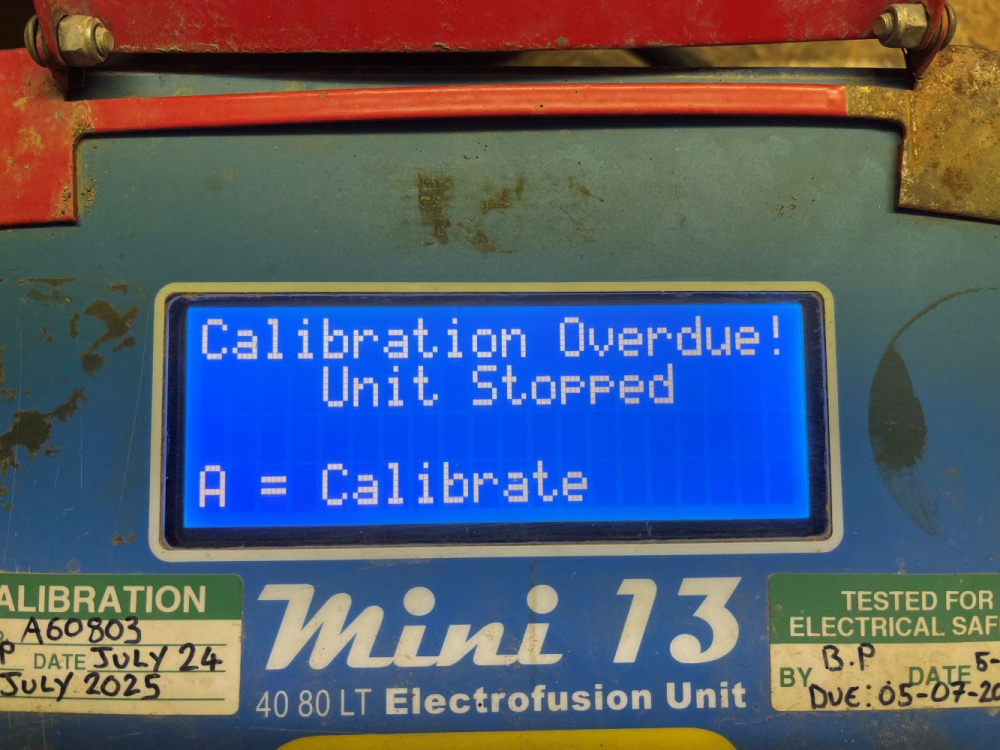 Calibration Overdue!
Unit Stopped
A = Calibrate
ALIBRATION
A60803
P DATE JULY 24
JULY 2025
Mini 13
40 80 LT Electrofusion Unit
TESTED FOR
ELECTRICAL SAF
BY B.P DATE 5-
DUE: 05-07-20